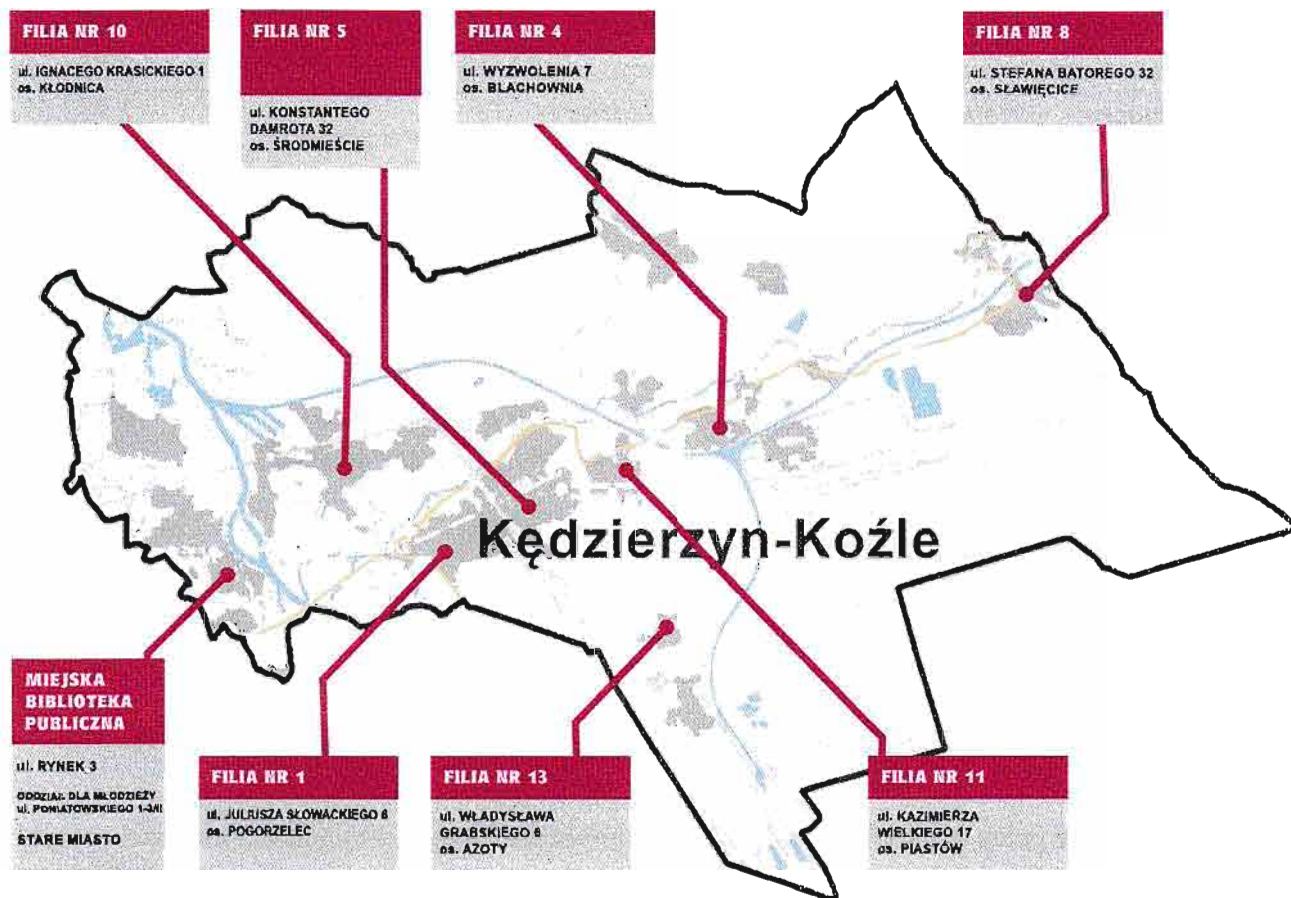 FILIA NR 10
ul. IGNACEGO KRASICKIEGO 1
os. KŁODNICA
FILIA NR 5
ul. KONSTANTEGO
DAMROTA 32
os. ŚRODMIEŚCIE
FILIA NR 4
ul. WYZWOLENIA 7
os. BLACHOWNIA
FILIA NR 8
ul. STEFANA BATOREGO 32
os. SŁAWIĘCICE
Kędzierzyn-Koźle
MIEJSKA
BIBLIOTEKA
PUBLICZNA
ul. RYNEK 3
ODDZIAŁ DLA MŁODZIEŻY
ul. PONIATOWSKIEGO
STARE MIASTO
FILIA NR 1
ul. JULIUSZA SŁOWACKIEGO
os. POGORZELEC
FILIA NR 13
ul. WŁADYSŁAWA
GRABSKIEGO
os. AZOTY
FILIA NR 11
ul. KAZIMIERZA
WIELKIEGO 17
os. PIASTÓW